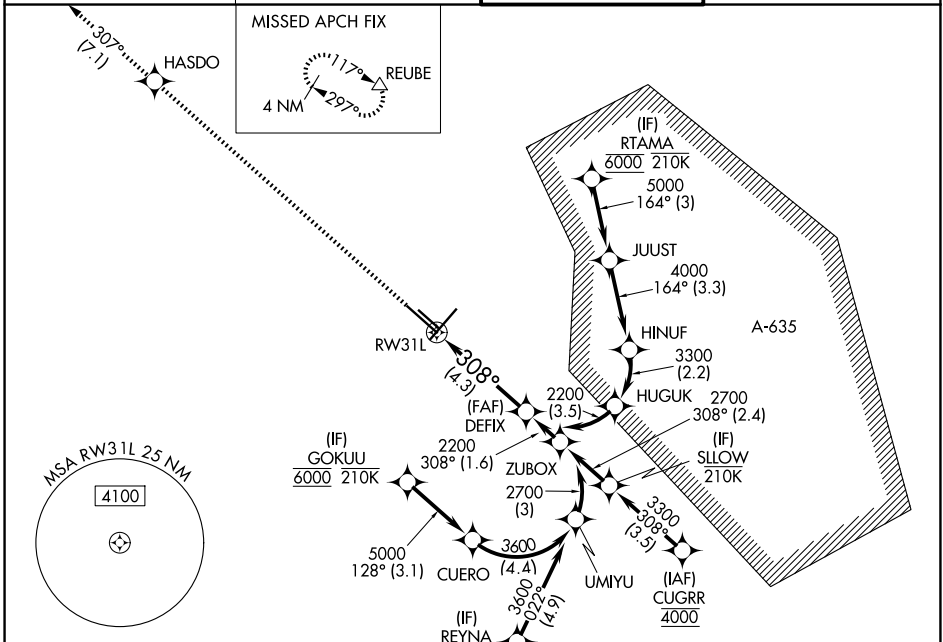 MISSED APCH FIX
117°
REUBE
4 NM
297°
307°
(7.1)
HASDO
(IF)
RTAMA
6000 210K
5000
164° (3)
JUUST
4000
164° (3.3)
A-635
HINUF
3300
(2.2)
RW31L
308°
(4.3)
HUGUK
2200
(3.5)
2700
308° (2.4)
(FAF)
DEFIX
(IF)
SLLOW
210K
2200
308° (1.6)
ZUBOX
(IF)
GOKUU
6000 210K
2700
(3)
MSA RW31L 25 NM
4100
3300
308°
(3.5)
5000
128° (3.1)
CUERO
3600
(4.4)
UMIYU
(IAF)
CUGRR
4000
3600
022°
(4.9)
(IF)
REYNA